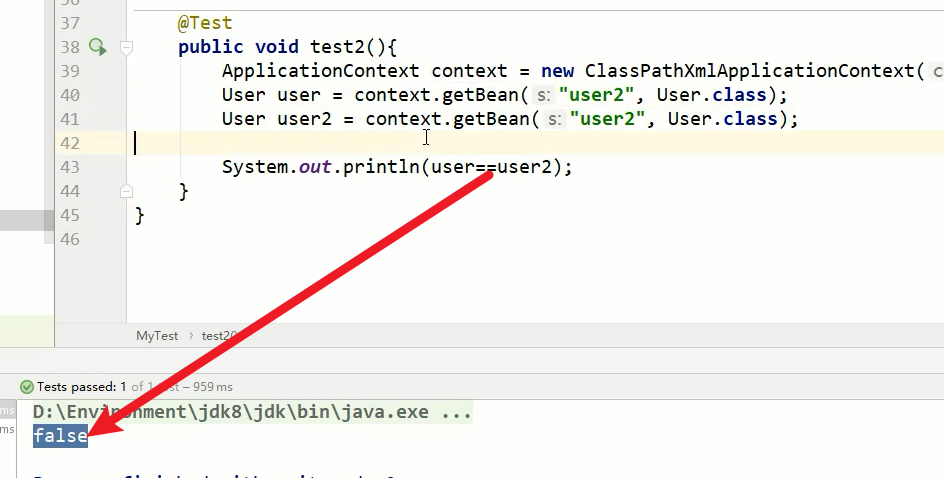 37 @Test
38 public void test2(){
39 ApplicationContext context = new ClassPathXmlApplicationContext(
40 User user = context.getBean( s: "user2", User.class);
41 User user2 = context.getBean( s: "user2", User.class);
42
43 System.out.println(user==user2);
44 }
45 }
46
MyTest › test2()
Tests passed: 1 of 1 test – 959 ms
ms D:\Environment\jdk8\jdk\bin\java.exe ...
ms false